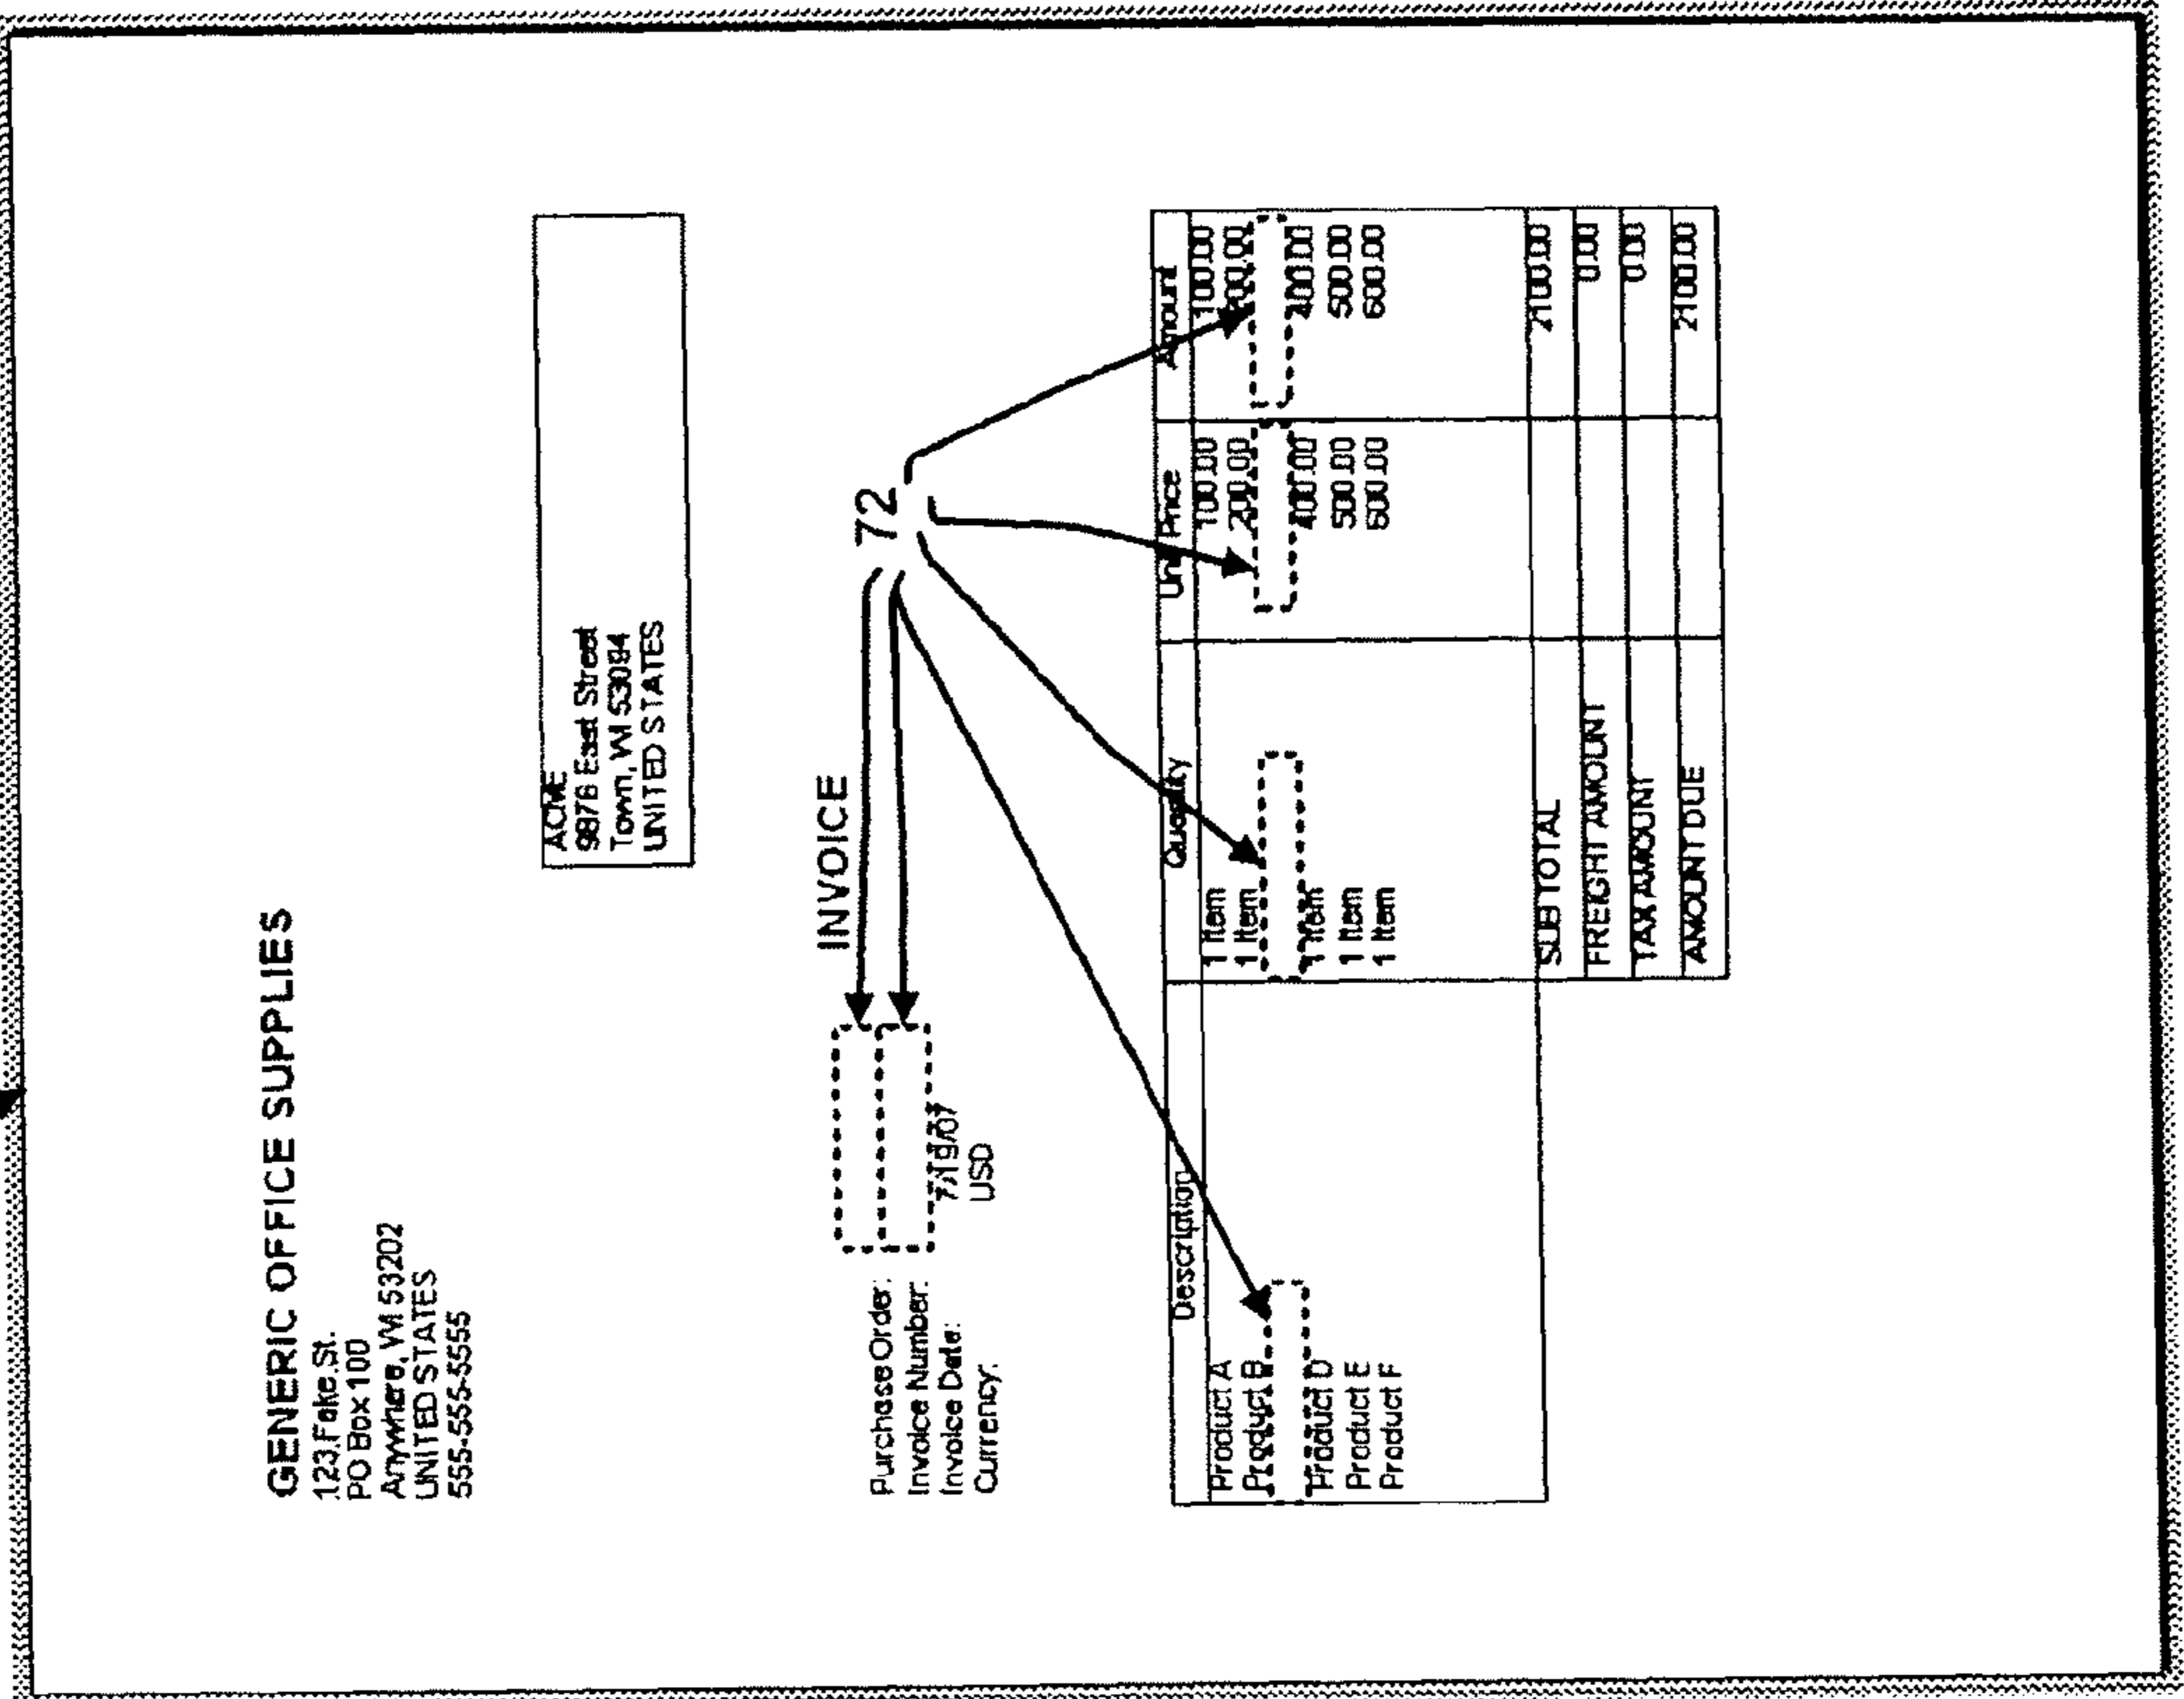 GENERIC OFFICE SUPPLIES
123 Fake St.
PO Box 100
Anywhere, WI 53202
UNITED STATES
555-555-5555
ACME
9876 East Street
Town, WI 53094
UNITED STATES
INVOICE
72
Purchase Order:
Invoice Number:
Invoice Date: 7/19/07
Currency: USD
Description Quantity Unit Price Amount
Product A 1 Item 100.00 100.00
Product B 1 Item 200.00 200.00
Product D 1 Item 400.00 400.00
Product E 1 Item 500.00 500.00
Product F 1 Item 600.00 600.00
SUBTOTAL 2100.00
FREIGHT AMOUNT 0.00
TAX AMOUNT 0.00
AMOUNT DUE 2100.00